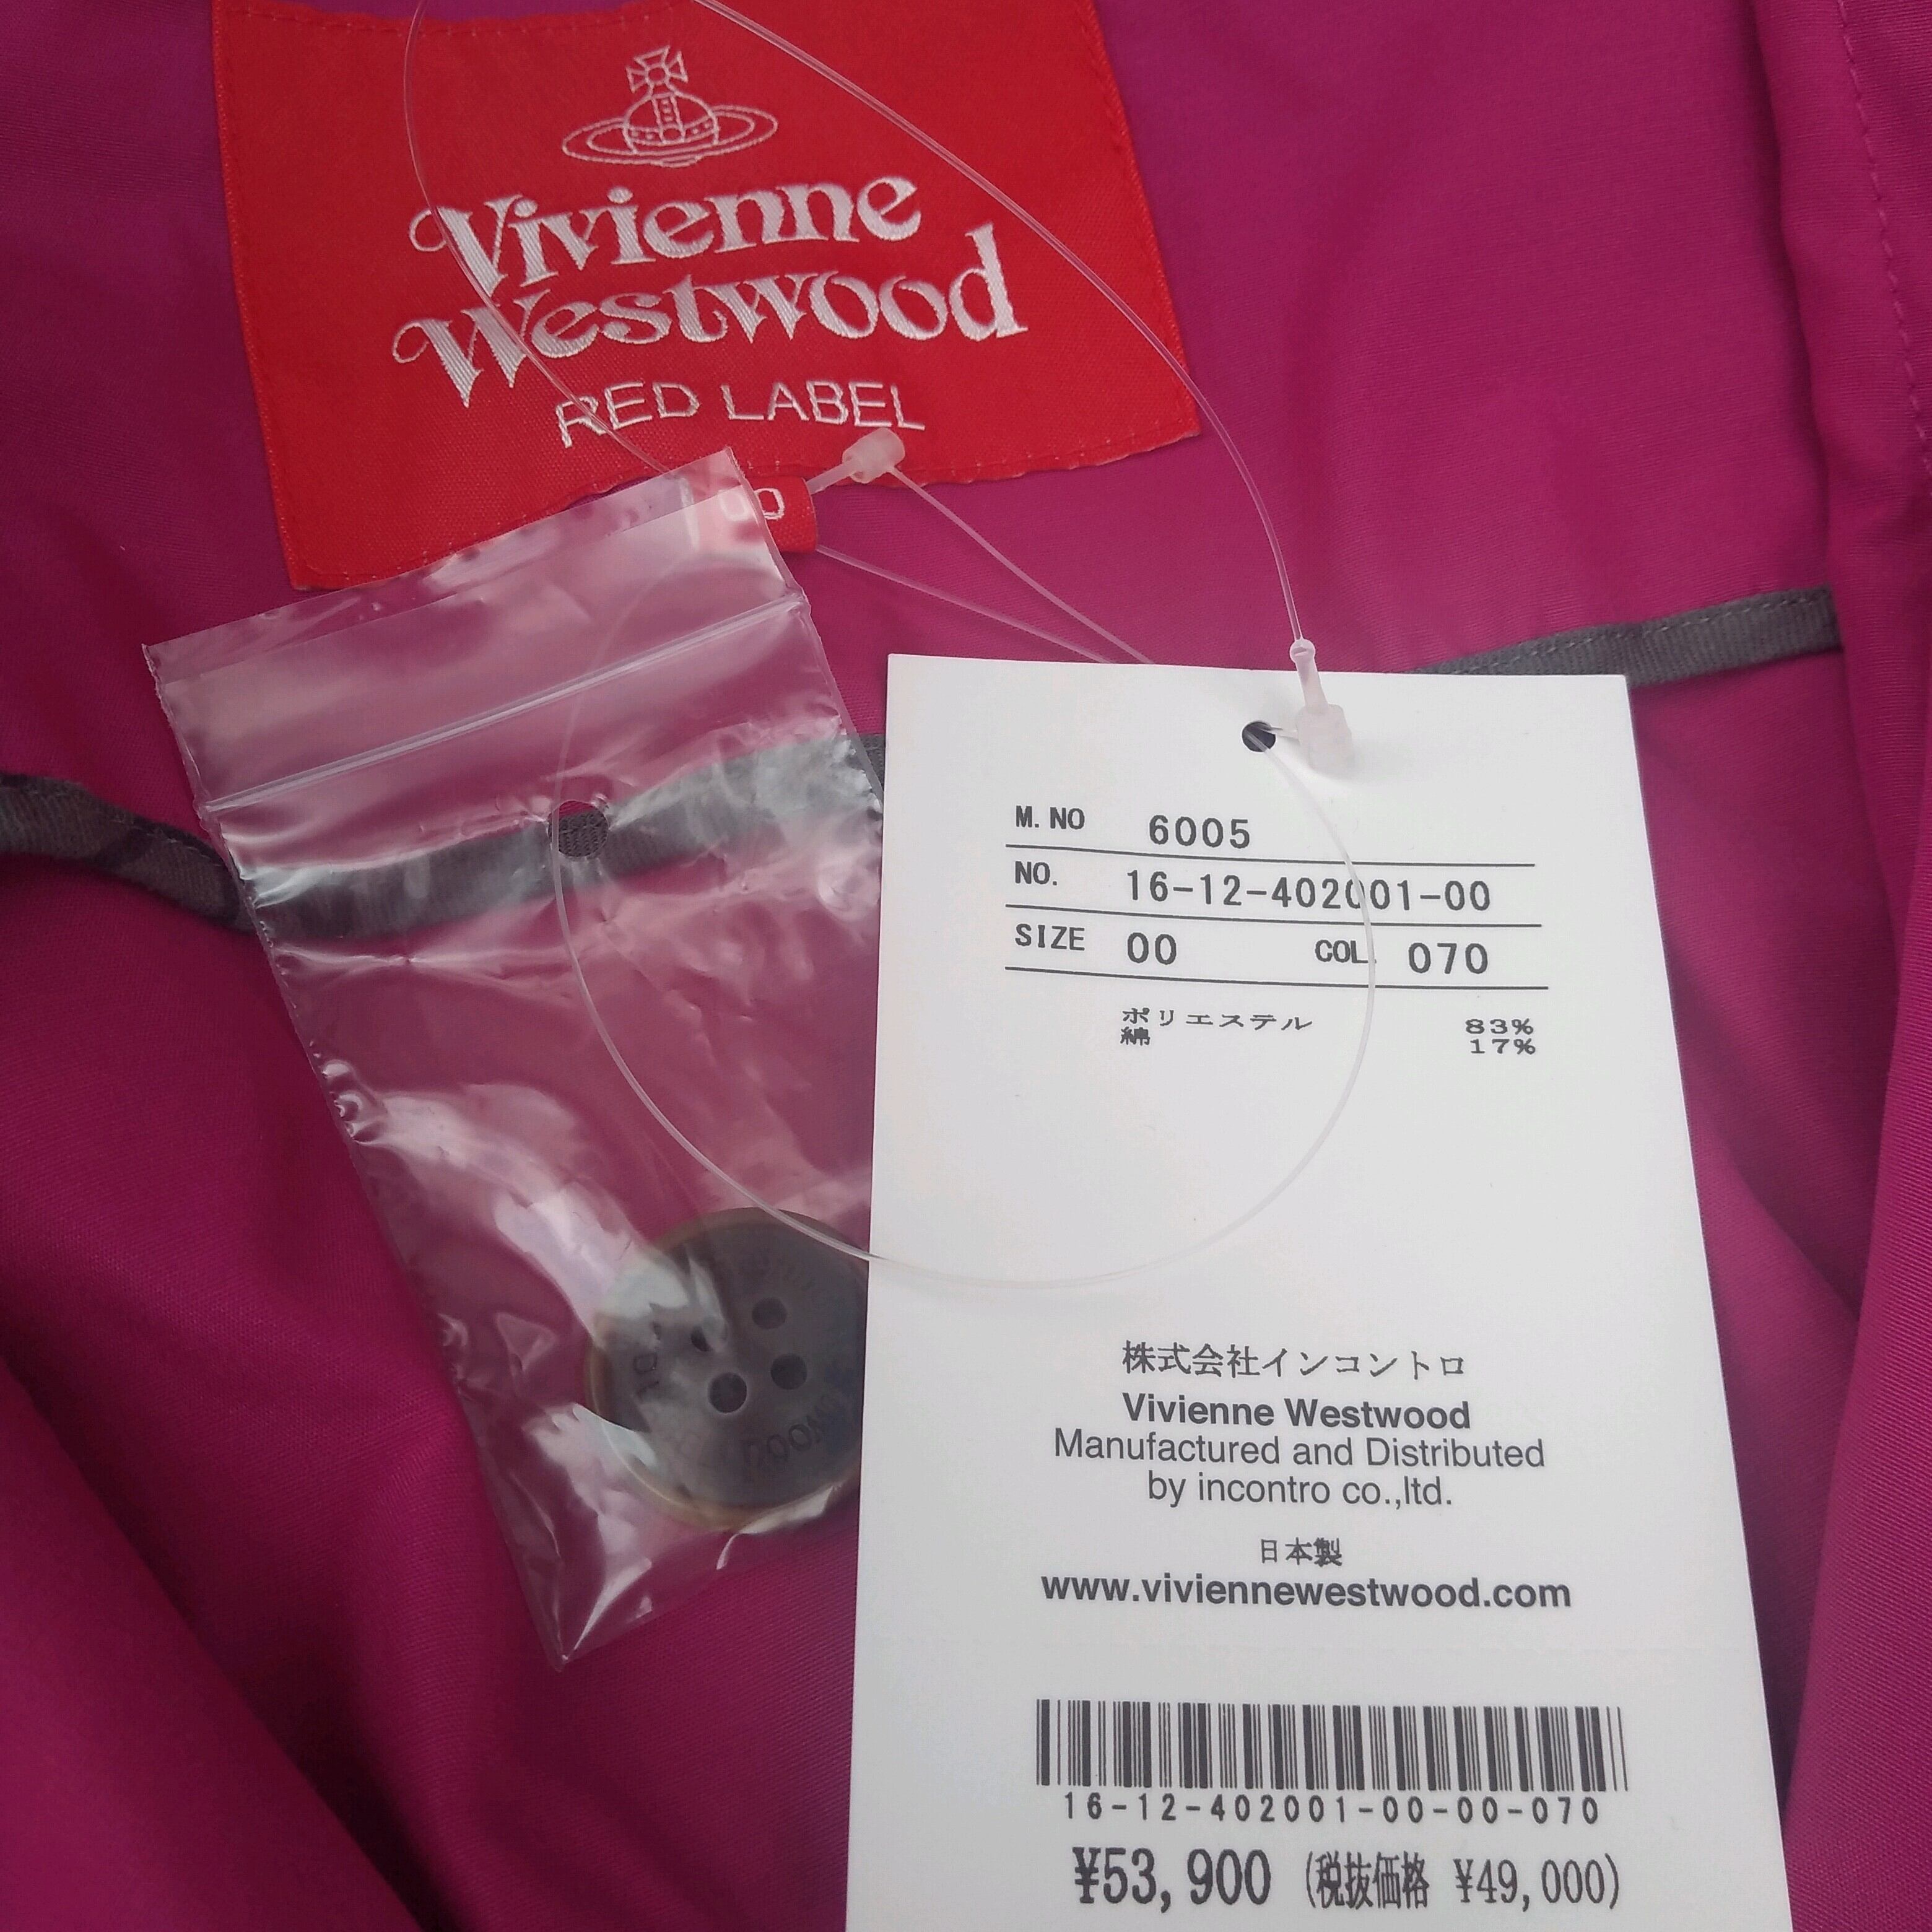 Vivienne
Westwood
RED LABEL
00
M. NO 6005
NO. 16-12-402001-00
SIZE 00 COL. 070
ポリエステル 83%
綿 17%
株式会社インコントロ
Vivienne Westwood
Manufactured and Distributed
by incontro co.,ltd.
日本製
www.viviennewestwood.com
16-12-402001-00-00-070
¥53,900 (税抜価格 ¥49,000)